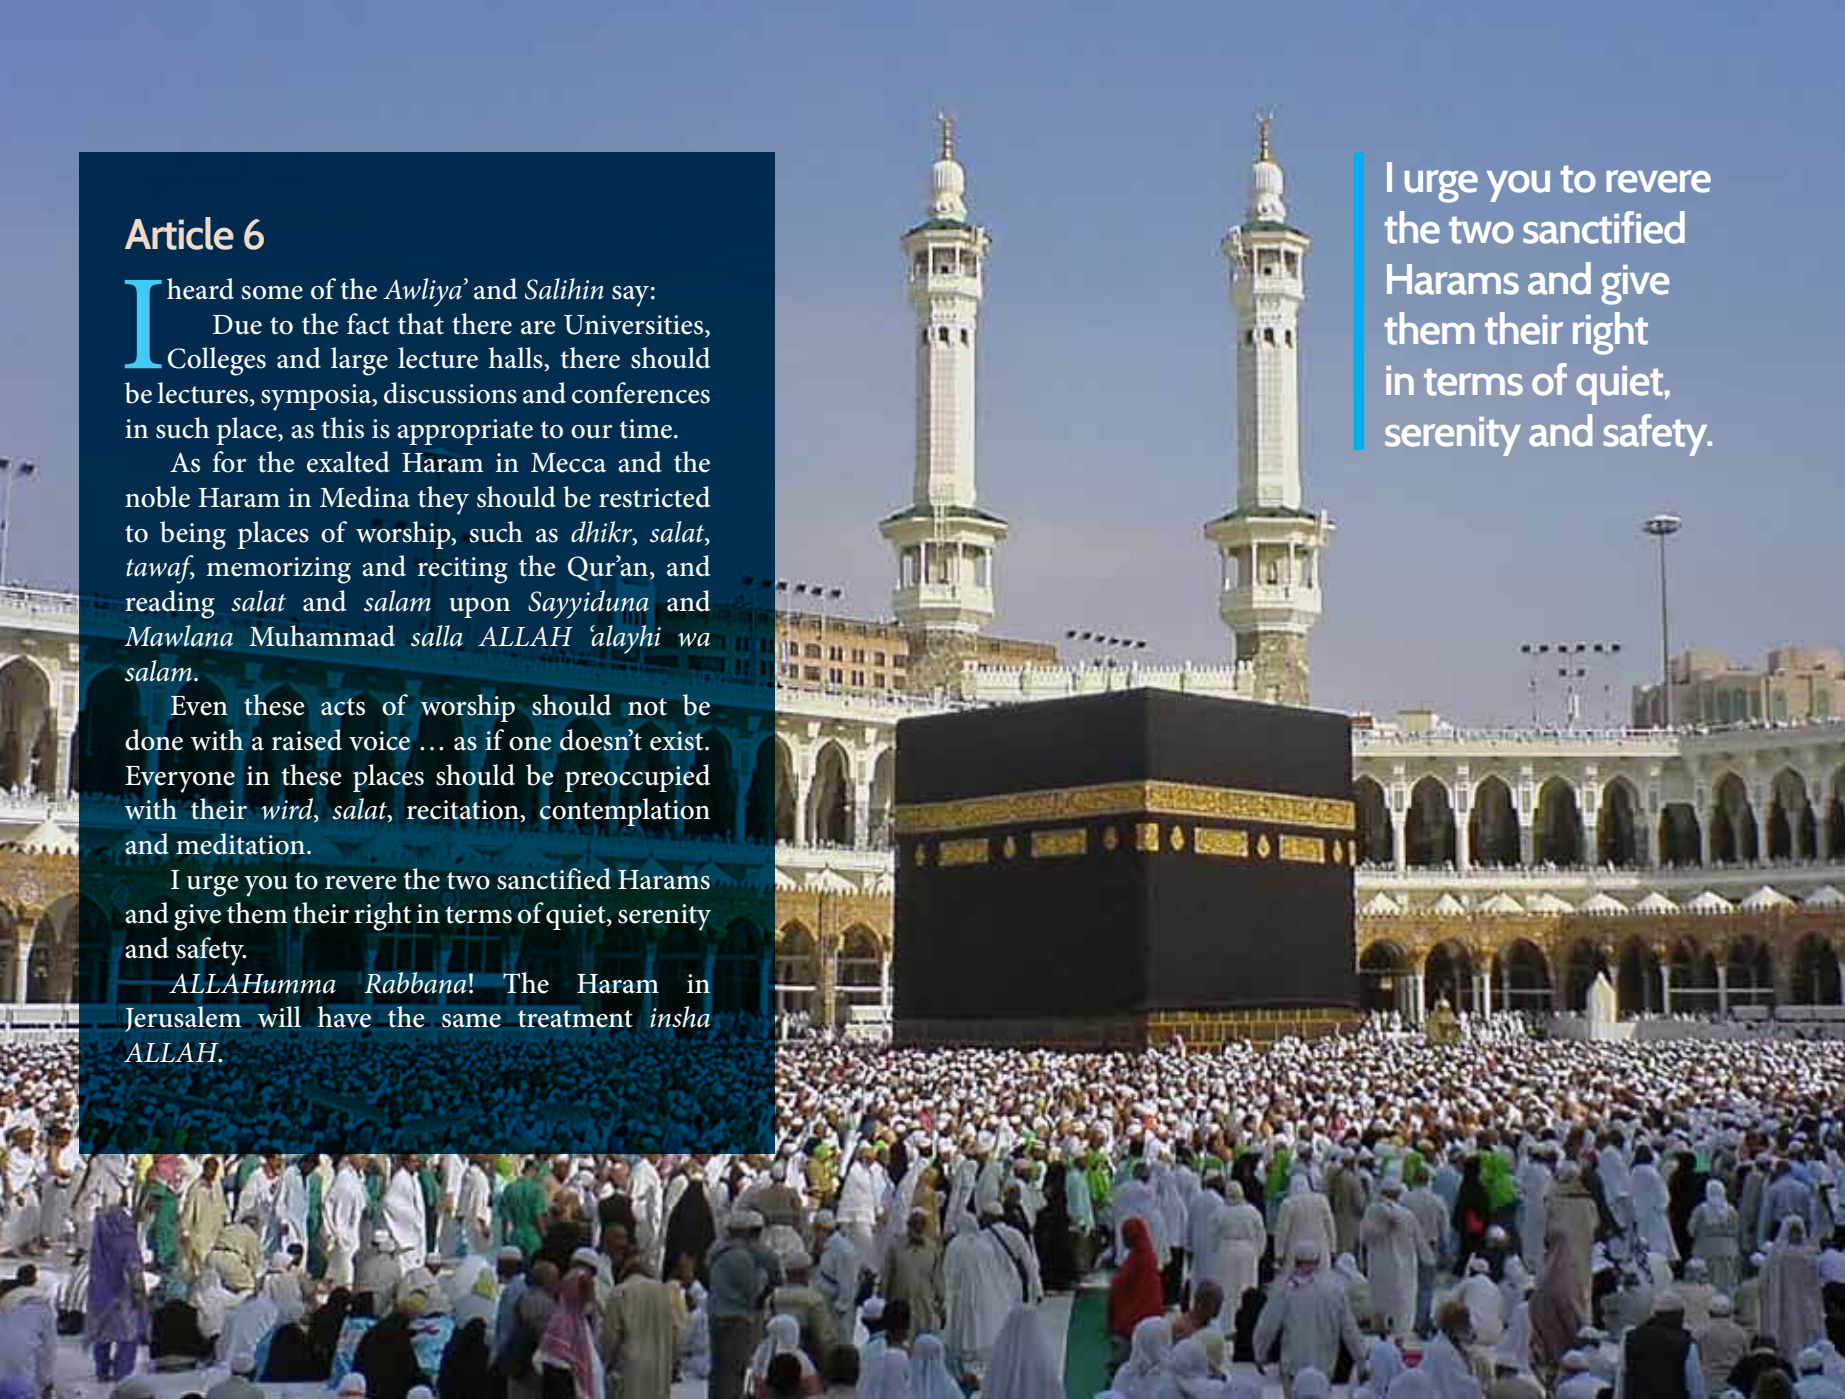 Article 6
I heard some of the Awliya’ and Salihin say:
Due to the fact that there are Universities,
Colleges and large lecture halls, there should
be lectures, symposia, discussions and conferences
in such place, as this is appropriate to our time.
As for the exalted Haram in Mecca and the
noble Haram in Medina they should be restricted
to being places of worship, such as dhikr, salat,
tawaf, memorizing and reciting the Qur’an, and
reading salat and salam upon Sayyiduna and
Mawlana Muhammad salla ALLAH ‘alayhi wa
salam.
Even these acts of worship should not be
done with a raised voice … as if one doesn’t exist.
Everyone in these places should be preoccupied
with their wird, salat, recitation, contemplation
and meditation.
I urge you to revere the two sanctified Harams
and give them their right in terms of quiet, serenity
and safety.
ALLAHumma Rabbana! The Haram in
Jerusalem will have the same treatment insha
ALLAH.
I urge you to revere
the two sanctified
Harams and give
them their right
in terms of quiet,
serenity and safety.